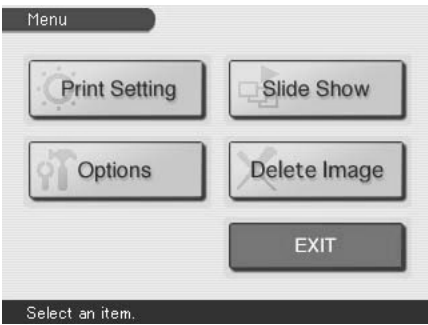 Menu
Print Setting
Slide Show
Options
Delete Image
EXIT
Select an item.